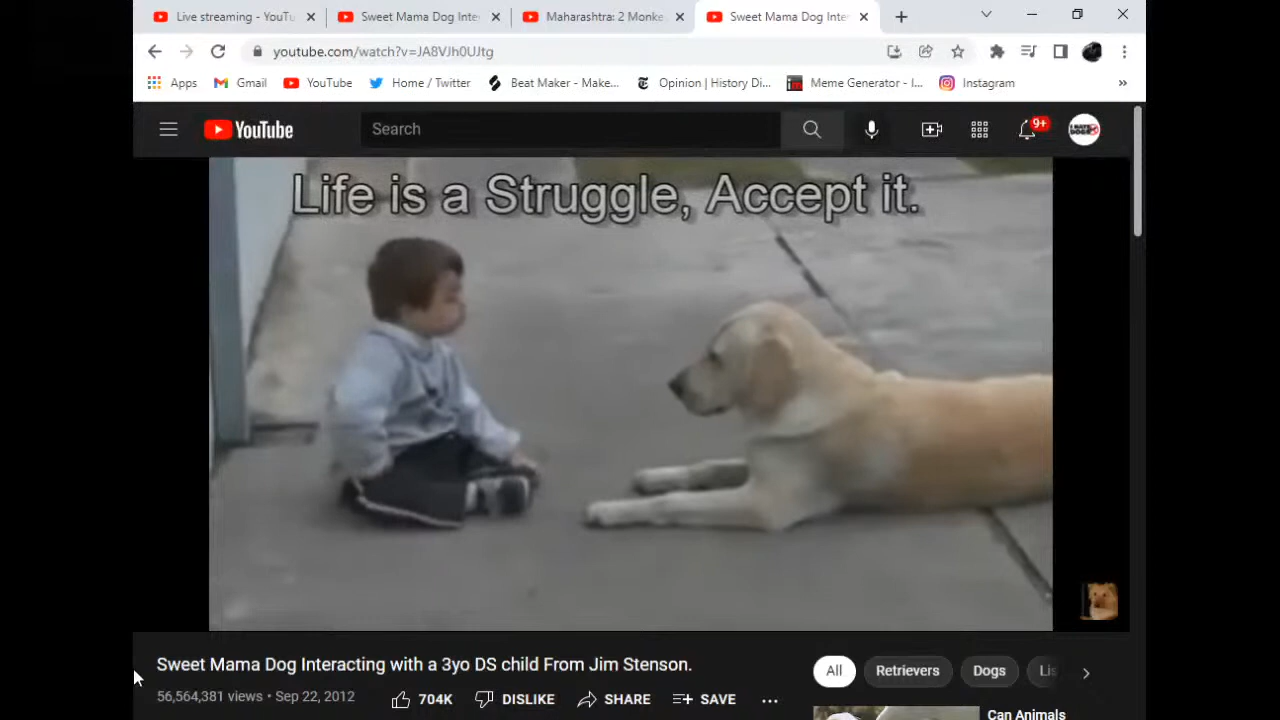 Live streaming - YouTu
Sweet Mama Dog Inte
Maharashtra: 2 Monke
Sweet Mama Dog Inte
youtube.com/watch?v=JA8VJh0UJtg
Apps
Gmail
YouTube
Home / Twitter
Beat Maker - Make...
Opinion | History Di...
Meme Generator - I...
Instagram
»
YouTube
Search
9+
Life is a Struggle, Accept it.
Sweet Mama Dog Interacting with a 3yo DS child From Jim Stenson.
56,564,381 views • Sep 22, 2012
704K
DISLIKE
SHARE
SAVE
...
All
Retrievers
Dogs
Lis
Can Animals